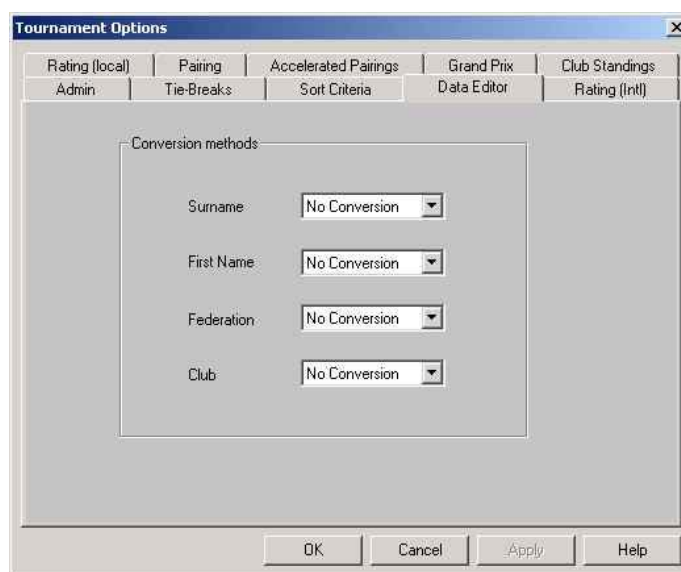 Tournament Options
Rating (local) Pairing Accelerated Pairings Grand Prix Club Standings
Admin Tie-Breaks Sort Criteria Data Editor Rating (Intl)
Conversion methods
Surname No Conversion
First Name No Conversion
Federation No Conversion
Club No Conversion
OK Cancel Apply Help